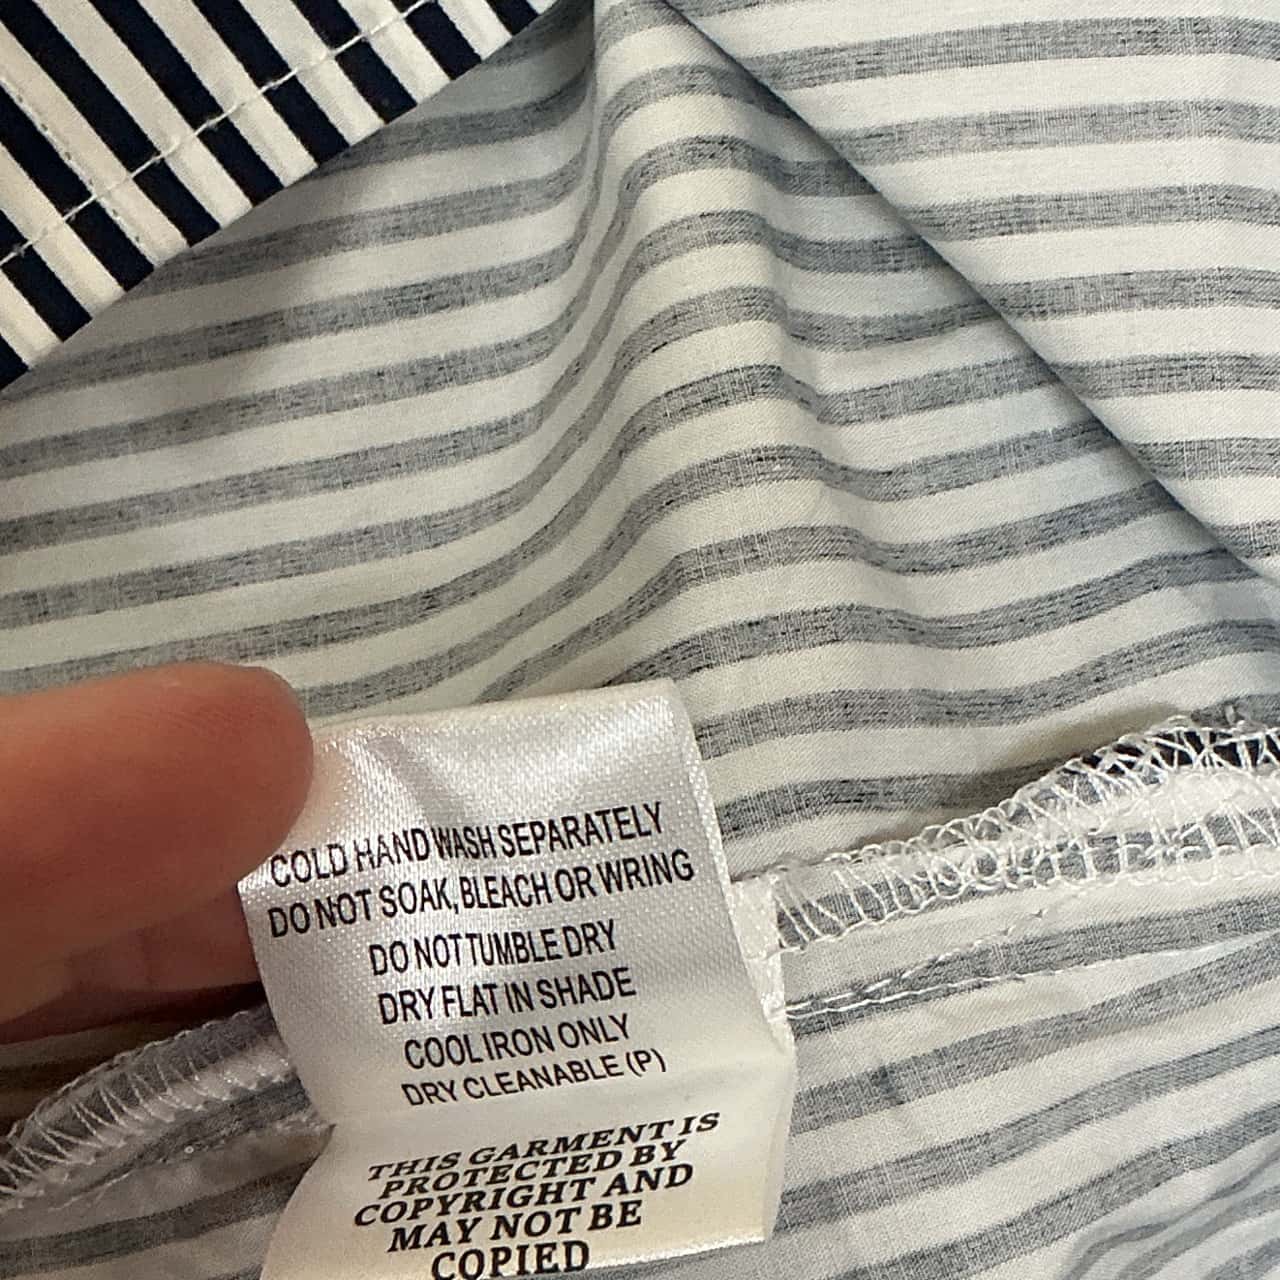 COLD HAND WASH SEPARATELY
DO NOT SOAK, BLEACH OR WRING
DO NOT TUMBLE DRY
DRY FLAT IN SHADE
COOL IRON ONLY
DRY CLEANABLE (P)
THIS GARMENT IS
PROTECTED BY
COPYRIGHT AND
MAY NOT BE
COPIED